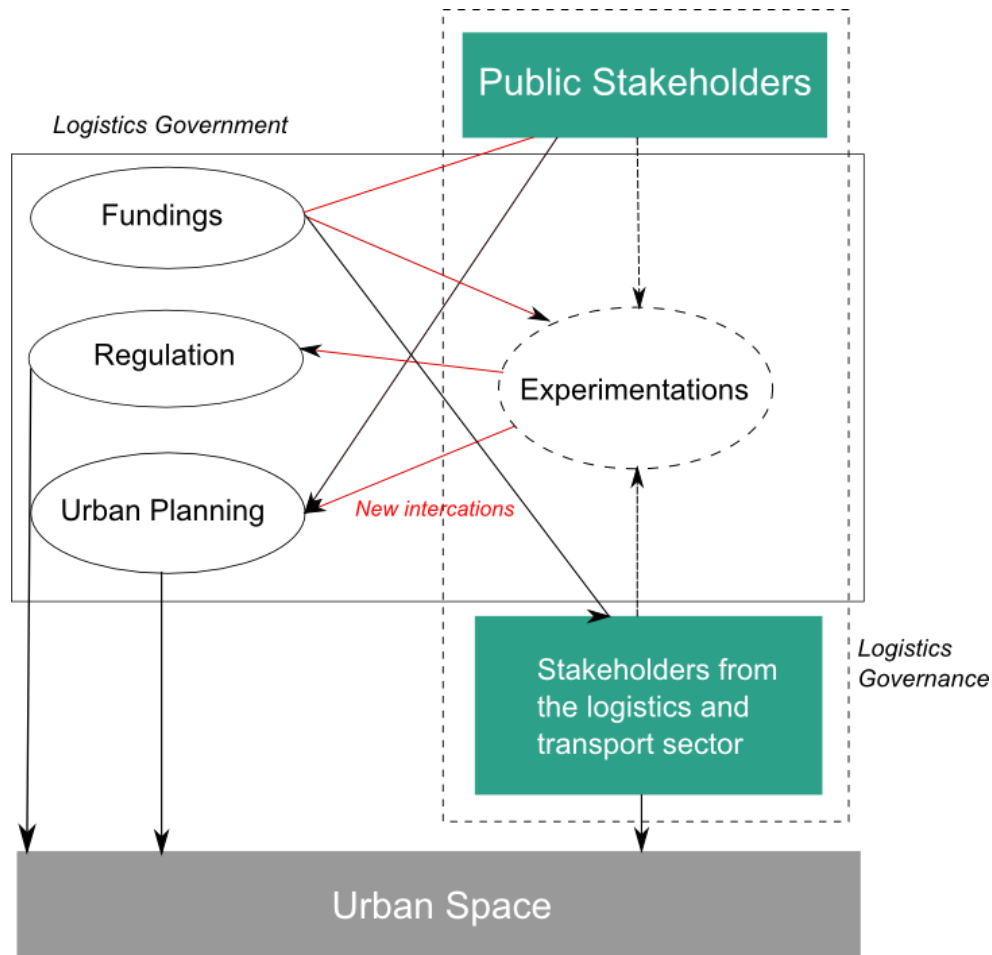 Public Stakeholders
Logistics Government
Fundings
Regulation
Experimentations
Urban Planning
New intercations
Stakeholders from
the logistics and
transport sector
Logistics
Governance
Urban Space